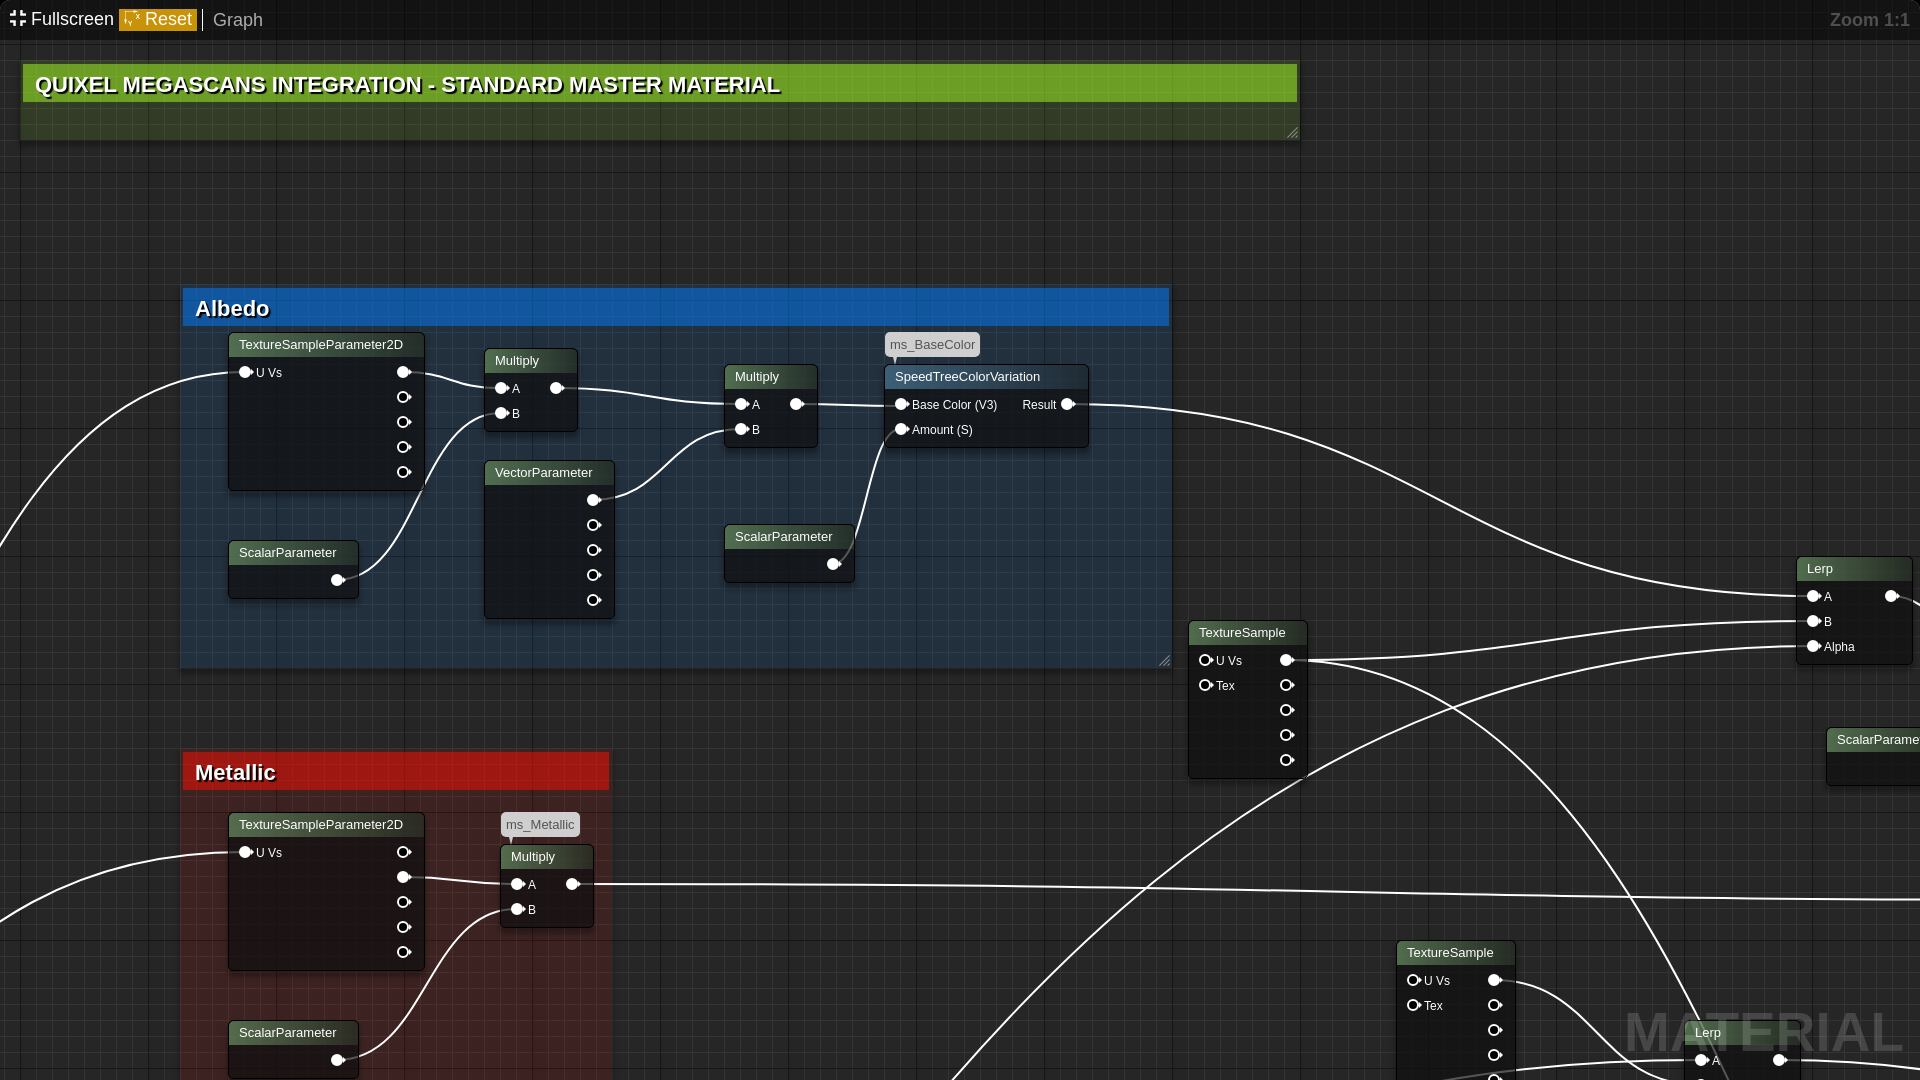 Fullscreen Reset Graph Zoom 1:1
QUIXEL MEGASCANS INTEGRATION - STANDARD MASTER MATERIAL
Albedo
TextureSampleParameter2D
U Vs
Multiply
A
B
VectorParameter
ScalarParameter
Multiply
A
B
ms_BaseColor
SpeedTreeColorVariation
Base Color (V3) Result
Amount (S)
ScalarParameter
TextureSample
U Vs
Tex
Lerp
A
B
Alpha
ScalarParame
Metallic
TextureSampleParameter2D
U Vs
ms_Metallic
Multiply
A
B
ScalarParameter
TextureSample
U Vs
Tex
Lerp
A
MATERIAL